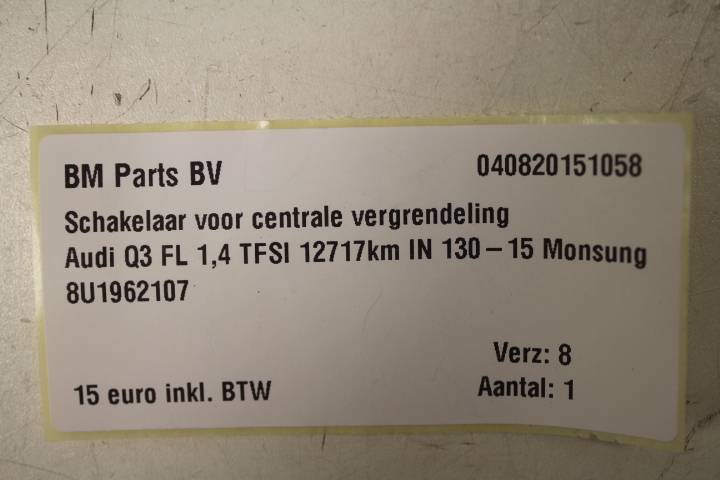 BM Parts BV 040820151058
Schakelaar voor centrale vergrendeling
Audi Q3 FL 1,4 TFSI 12717km IN 130-15 Monsung
8U1962107
Verz: 8
15 euro inkl. BTW Aantal: 1